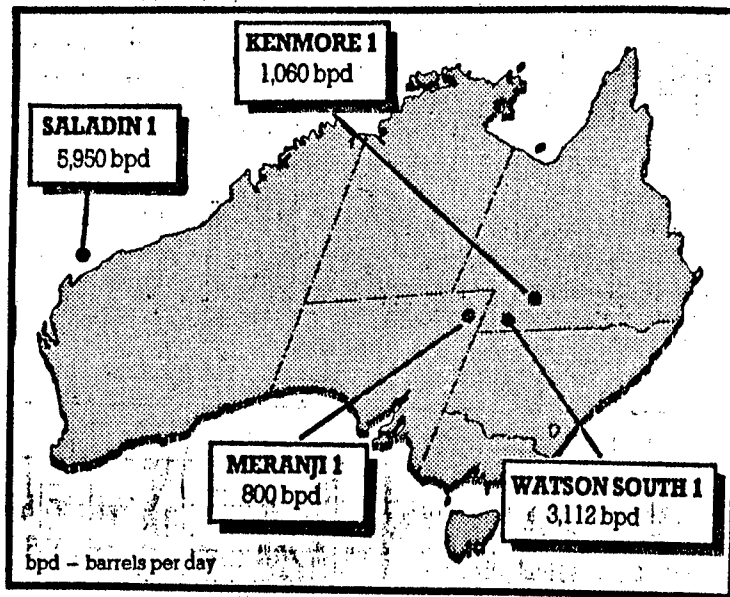 KENMORE 1
1,060 bpd
SALADIN 1
5,950 bpd
MERANJI 1
800 bpd
WATSON SOUTH 1
3,112 bpd
bpd – barrels per day